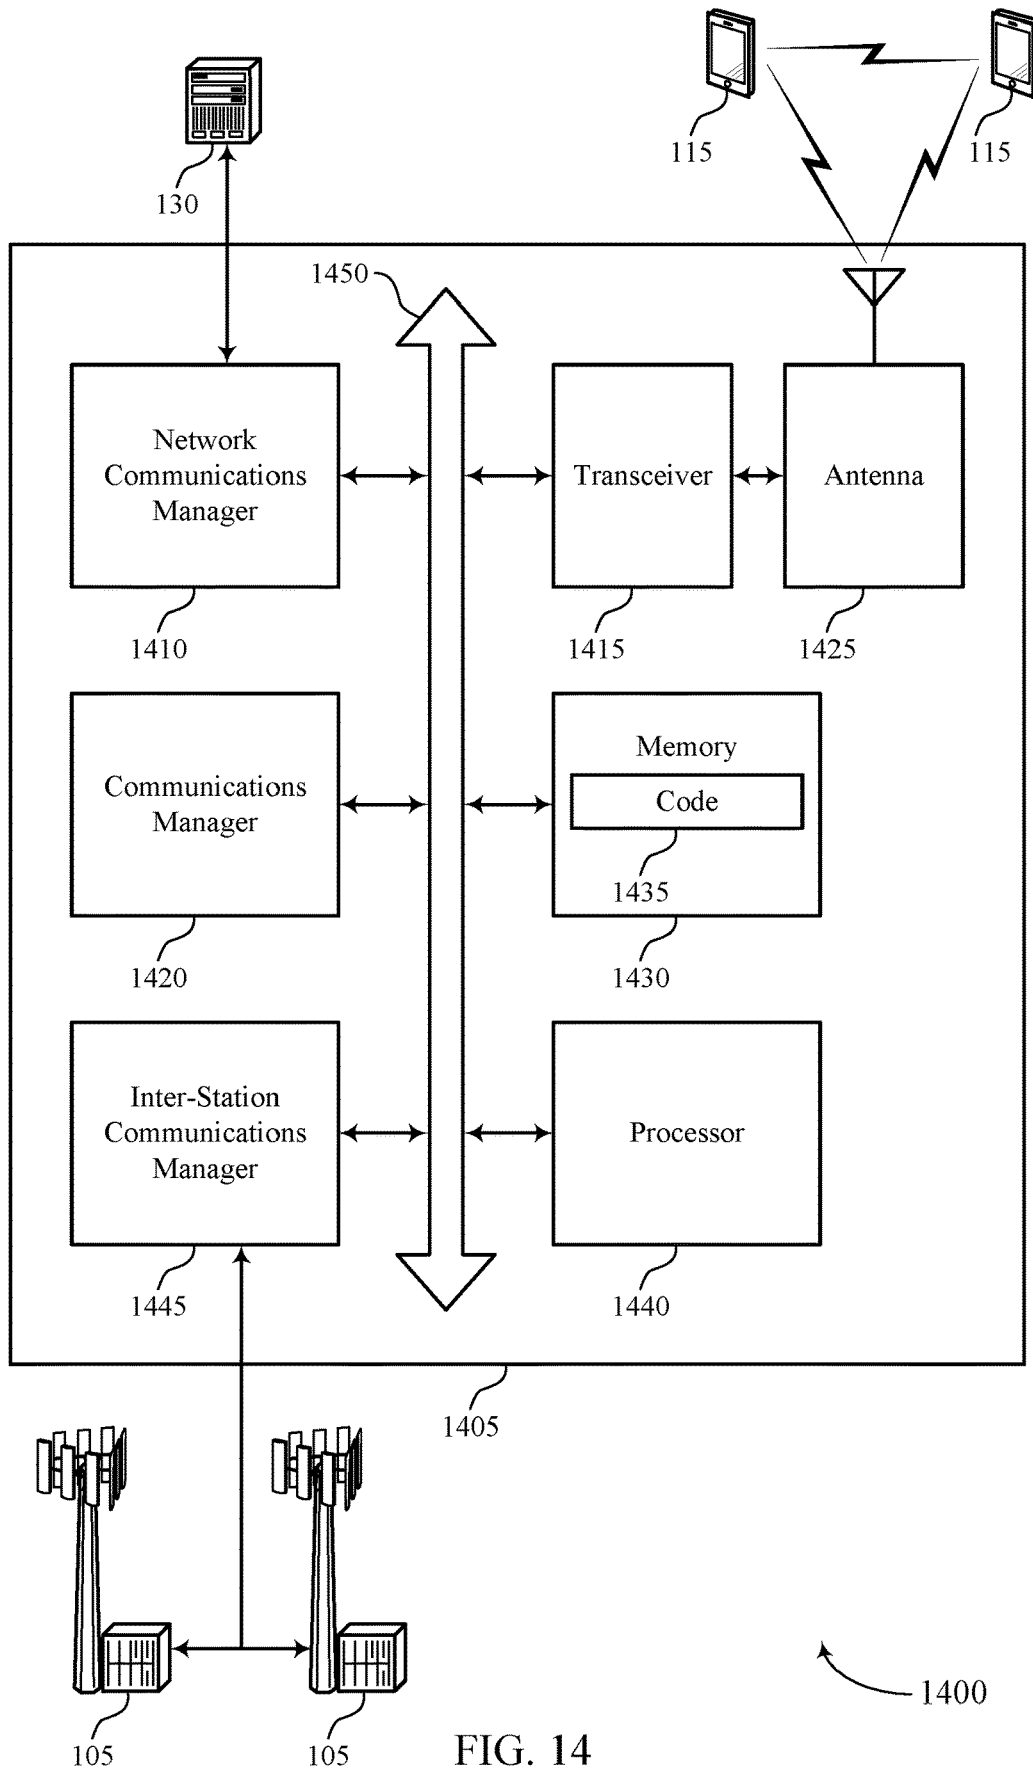 115
115
130
1450
Network
Communications
Manager
Transceiver
Antenna
1410
1415
1425
Communications
Manager
Memory
Code
1435
1420
1430
Inter-Station
Communications
Manager
Processor
1445
1440
1405
105
105
1400
FIG. 14